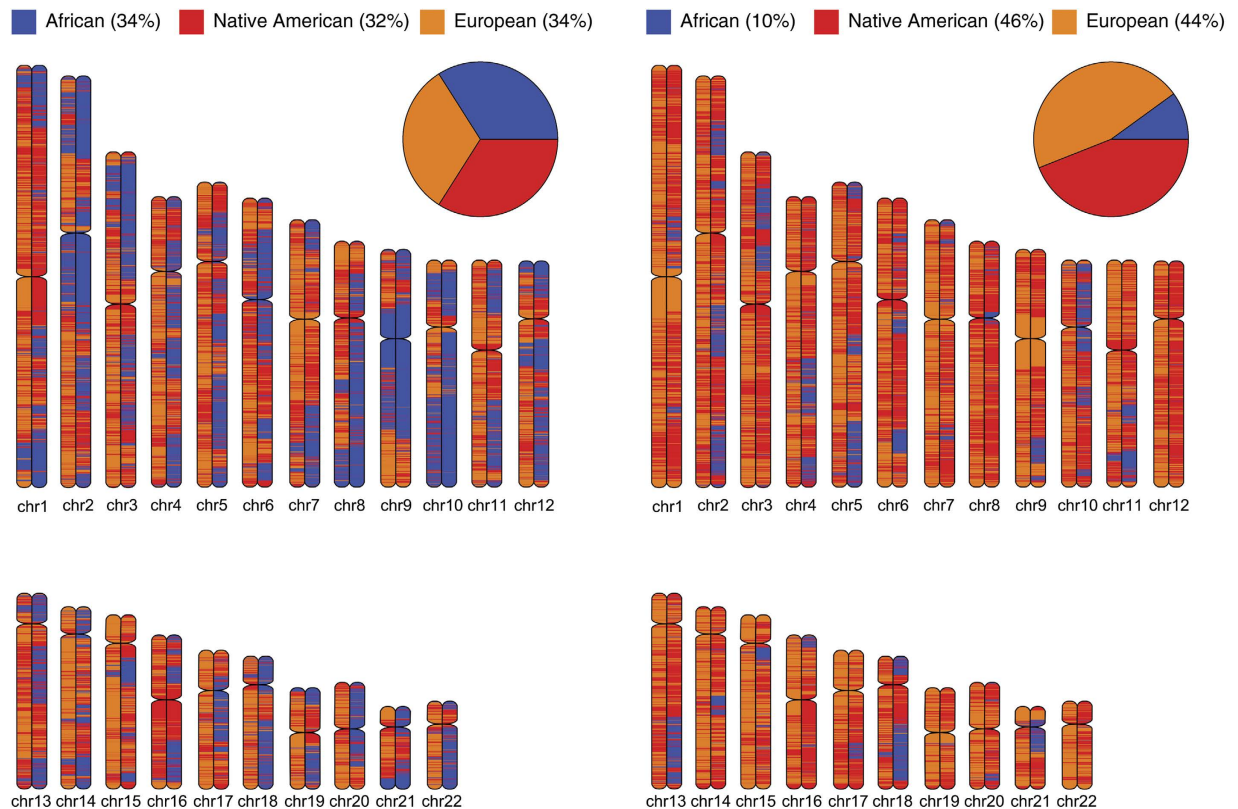 African (34%) Native American (32%) European (34%)
African (10%) Native American (46%) European (44%)
chr1 chr2 chr3 chr4 chr5 chr6 chr7 chr8 chr9 chr10 chr11 chr12
chr1 chr2 chr3 chr4 chr5 chr6 chr7 chr8 chr9 chr10 chr11 chr12
chr13 chr14 chr15 chr16 chr17 chr18 chr19 chr20 chr21 chr22
chr13 chr14 chr15 chr16 chr17 chr18 chr19 chr20 chr21 chr22